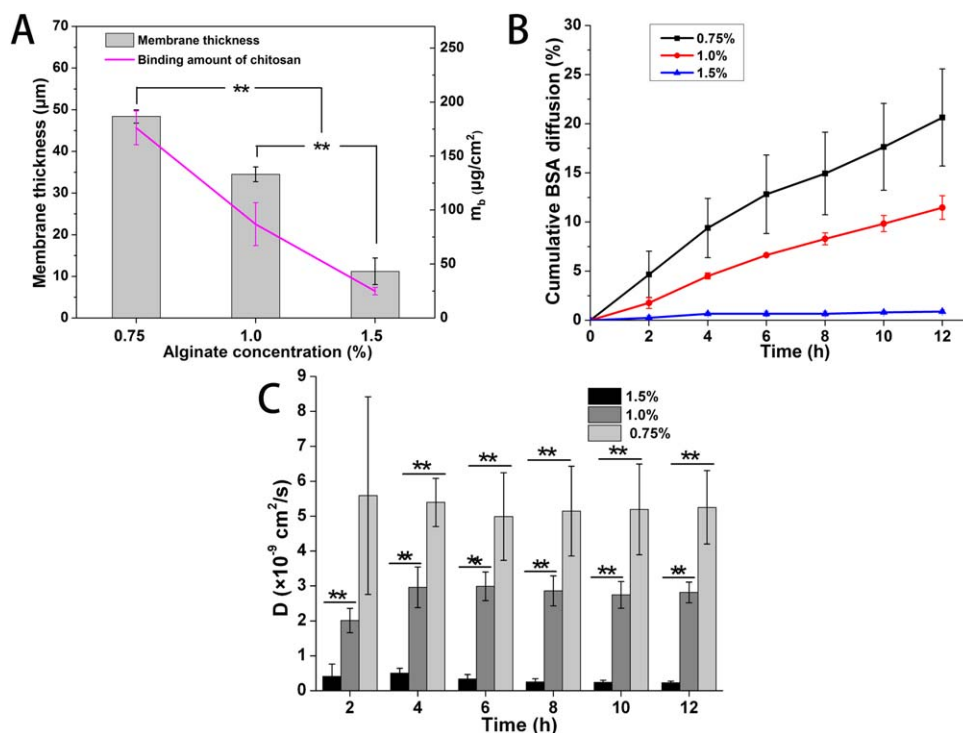 A
Membrane thickness
Binding amount of chitosan
**
**
70
60
50
40
30
20
10
0
Membrane thickness (μm)
250
200
150
100
50
0
m_b (μg/cm²)
0.75 1.0 1.5
Alginate concentration (%)
B
0.75%
1.0%
1.5%
30
25
20
15
10
5
0
Cumulative BSA diffusion (%)
0 2 4 6 8 10 12
Time (h)
C
1.5%
1.0%
0.75%
9
8
7
6
5
4
3
2
1
0
D (×10⁻⁹ cm²/s)
** ** ** ** **
** ** ** ** ** **
2 4 6 8 10 12
Time (h)